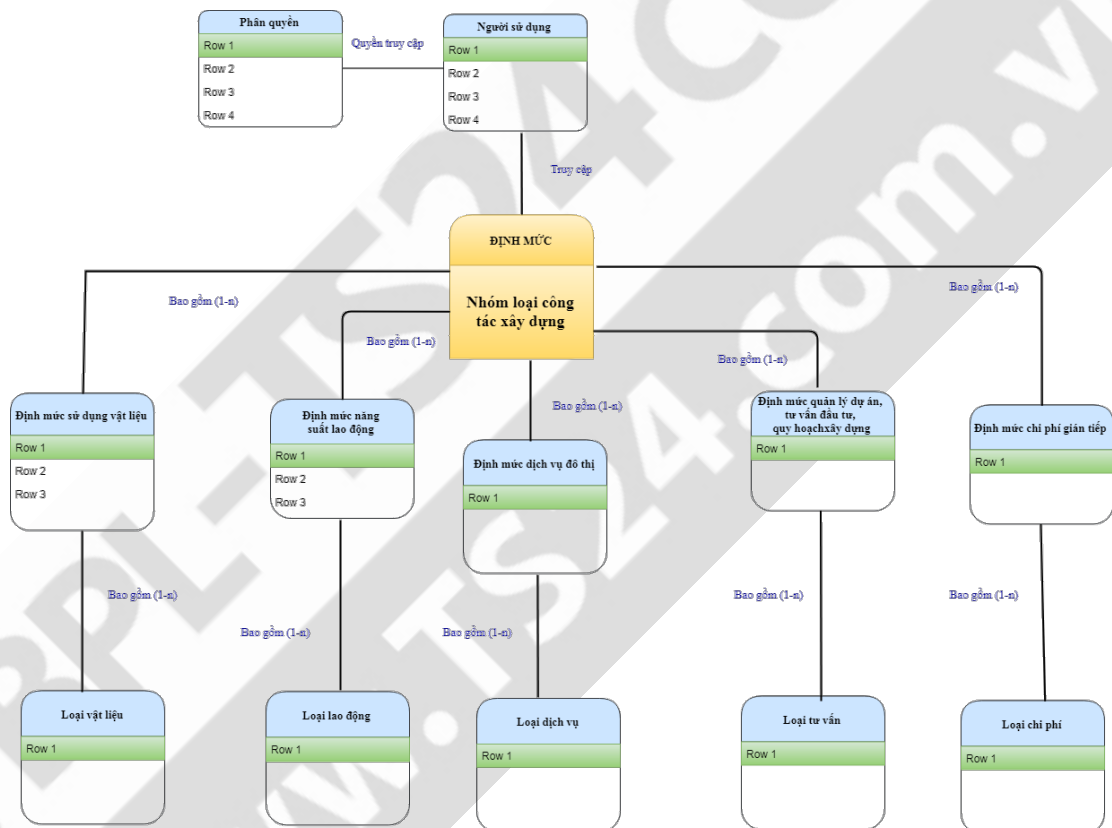 Phân quyền
Row 1
Row 2
Row 3
Row 4
Quyền truy cập
Người sử dụng
Row 1
Row 2
Row 3
Row 4
Truy cập
ĐỊNH MỨC
Nhóm loại công
tác xây dựng
Bao gồm (1-n)
Bao gồm (1-n)
Bao gồm (1-n)
Bao gồm (1-n)
Bao gồm (1-n)
Định mức sử dụng vật liệu
Row 1
Row 2
Row 3
Định mức năng
suất lao động
Row 1
Row 2
Row 3
Định mức dịch vụ đô thị
Row 1
Định mức quản lý dự án,
tư vấn đầu tư,
quy hoạchxây dựng
Row 1
Định mức chi phí gián tiếp
Row 1
Bao gồm (1-n)
Bao gồm (1-n)
Bao gồm (1-n)
Bao gồm (1-n)
Bao gồm (1-n)
Loại vật liệu
Row 1
Loại lao động
Row 1
Loại dịch vụ
Row 1
Loại tư vấn
Row 1
Loại chi phí
Row 1